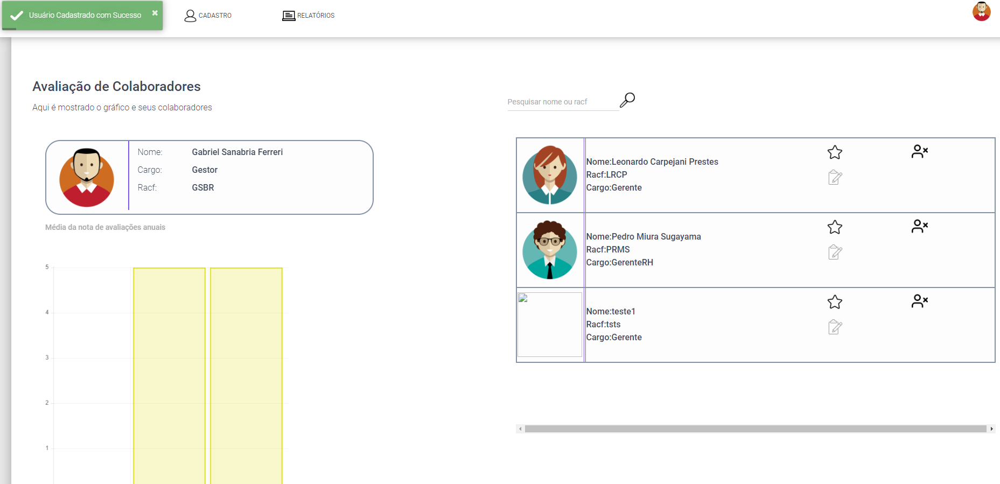 Usuário Cadastrado com Sucesso
CADASTRO
RELATÓRIOS
Avaliação de Colaboradores
Aqui é mostrado o gráfico e seus colaboradores
Pesquisar nome ou racf
Nome: Gabriel Sanabria Ferreri
Cargo: Gestor
Racf: GSBR
Média da nota de avaliações anuais
5
4
3
2
1
Nome:Leonardo Carpejani Prestes
Racf:LRCP
Cargo:Gerente
Nome:Pedro Miura Sugayama
Racf:PRMS
Cargo:GerenteRH
Nome:teste1
Racf:tsts
Cargo:Gerente